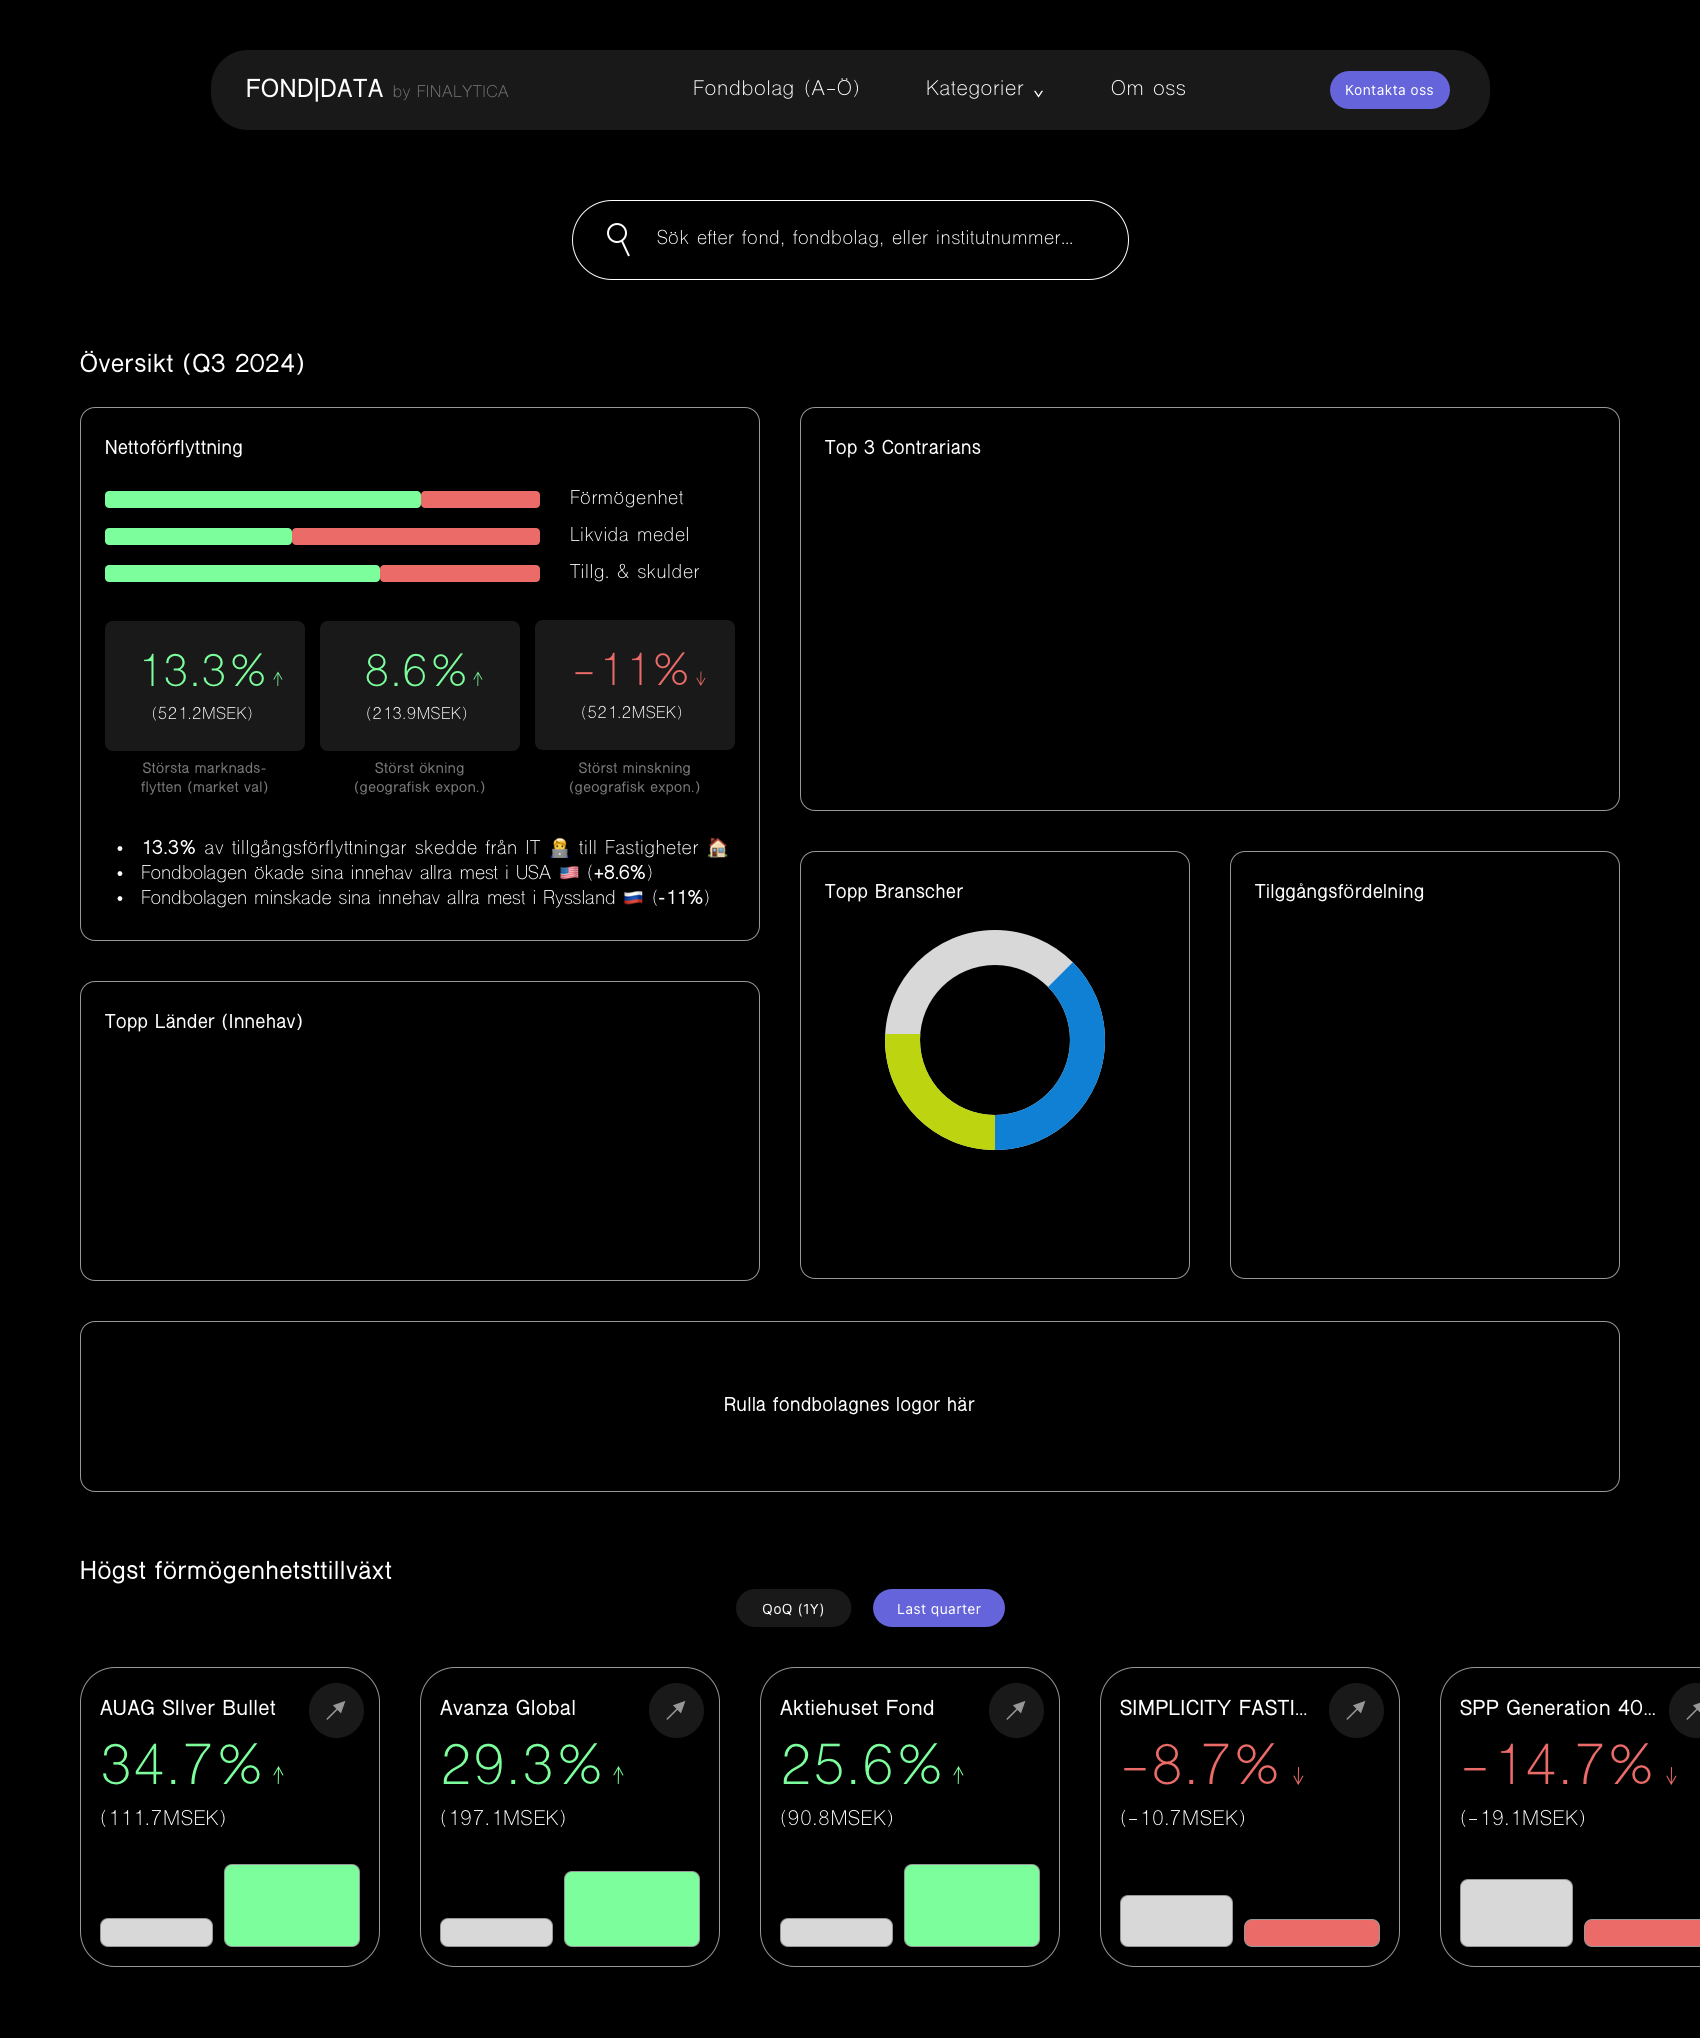 FOND|DATA by FINALYTICA
Fondbolag (A-Ö)
Kategorier
Om oss
Kontakta oss
Sök efter fond, fondbolag, eller institutnummer...
Översikt (Q3 2024)
Nettoförflyttning
Förmögenhet
Likvida medel
Tillg. & skulder
13.3% ↑
(521.2MSEK)
Största marknads-
flytten (market val)
8.6% ↑
(213.9MSEK)
Störst ökning
(geografisk expon.)
-11% ↓
(521.2MSEK)
Störst minskning
(geografisk expon.)
• 13.3% av tillgångsförflyttningar skedde från IT 👨‍💻 till Fastigheter 🏠
• Fondbolagen ökade sina innehav allra mest i USA 🇺🇸 (+8.6%)
• Fondbolagen minskade sina innehav allra mest i Ryssland 🇷🇺 (-11%)
Top 3 Contrarians
Topp Branscher
Tilggångsfördelning
Topp Länder (Innehav)
Rulla fondbolagnes logor här
Högst förmögenhetsttillväxt
QoQ (1Y)
Last quarter
AUAG SIlver Bullet
34.7% ↑
(111.7MSEK)
Avanza Global
29.3% ↑
(197.1MSEK)
Aktiehuset Fond
25.6% ↑
(90.8MSEK)
SIMPLICITY FASTI...
-8.7% ↓
(-10.7MSEK)
SPP Generation 40...
-14.7% ↓
(-19.1MSEK)